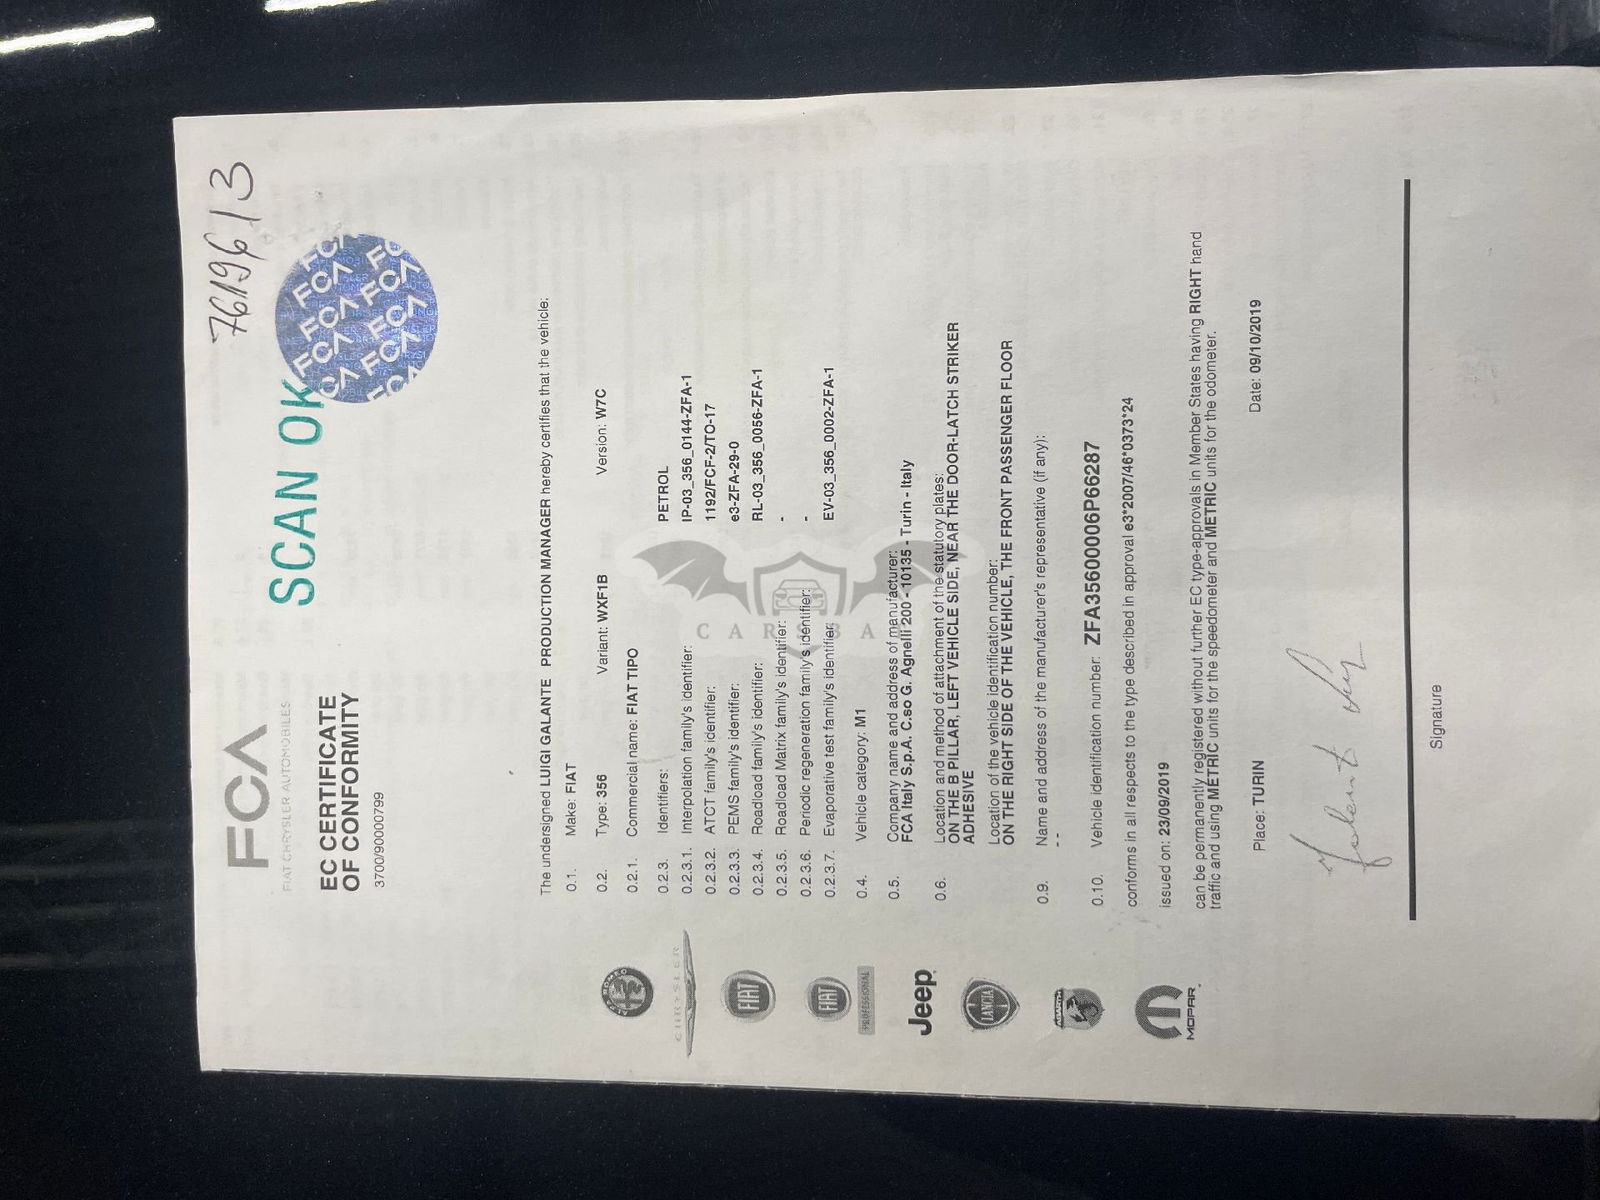 7619613
FCA
FIAT CHRYSLER AUTOMOBILES
SCAN OK
EC CERTIFICATE
OF CONFORMITY
3700/90000799
The undersigned LUIGI GALANTE PRODUCTION MANAGER hereby certifies that the vehicle:
0.1. Make: FIAT
0.2. Type: 356 Variant: WXF1B Version: W7C
0.2.1. Commercial name: FIAT TIPO
0.2.3. Identifiers: PETROL
0.2.3.1. Interpolation family's identifier: IP-03_356_0144-ZFA-1
0.2.3.2. ATCT family's identifier: 1192/FCF-2/TO-17
0.2.3.3. PEMS family's identifier: e3-ZFA-29-0
0.2.3.4. Roadload family's identifier: RL-03_356_0056-ZFA-1
0.2.3.5. Roadload Matrix family's identifier: -
0.2.3.6. Periodic regeneration family's identifier: -
0.2.3.7. Evaporative test family's identifier: EV-03_356_0002-ZFA-1
0.4. Vehicle category: M1
0.5. Company name and address of manufacturer:
FCA Italy S.p.A. C.so G. Agnelli 200 - 10135 - Turin - Italy
0.6. Location and method of attachment of the statutory plates:
ON THE B PILLAR, LEFT VEHICLE SIDE, NEAR THE DOOR-LATCH STRIKER
ADHESIVE
Location of the vehicle identification number:
ON THE RIGHT SIDE OF THE VEHICLE, THE FRONT PASSENGER FLOOR
0.9. Name and address of the manufacturer's representative (if any):
- -
0.10. Vehicle identification number: ZFA35600006P66287
conforms in all respects to the type described in approval e3*2007/46*0373*24
issued on: 23/09/2019
can be permanently registered without further EC type-approvals in Member States having RIGHT hand
traffic and using METRIC units for the speedometer and METRIC units for the odometer.
Place: TURIN Date: 09/10/2019
Signature
ALFA ROMEO
CHRYSLER
FIAT
FIAT
PROFESSIONAL
Jeep
LANCIA
ABARTH
MOPAR
FCA
CARSBA